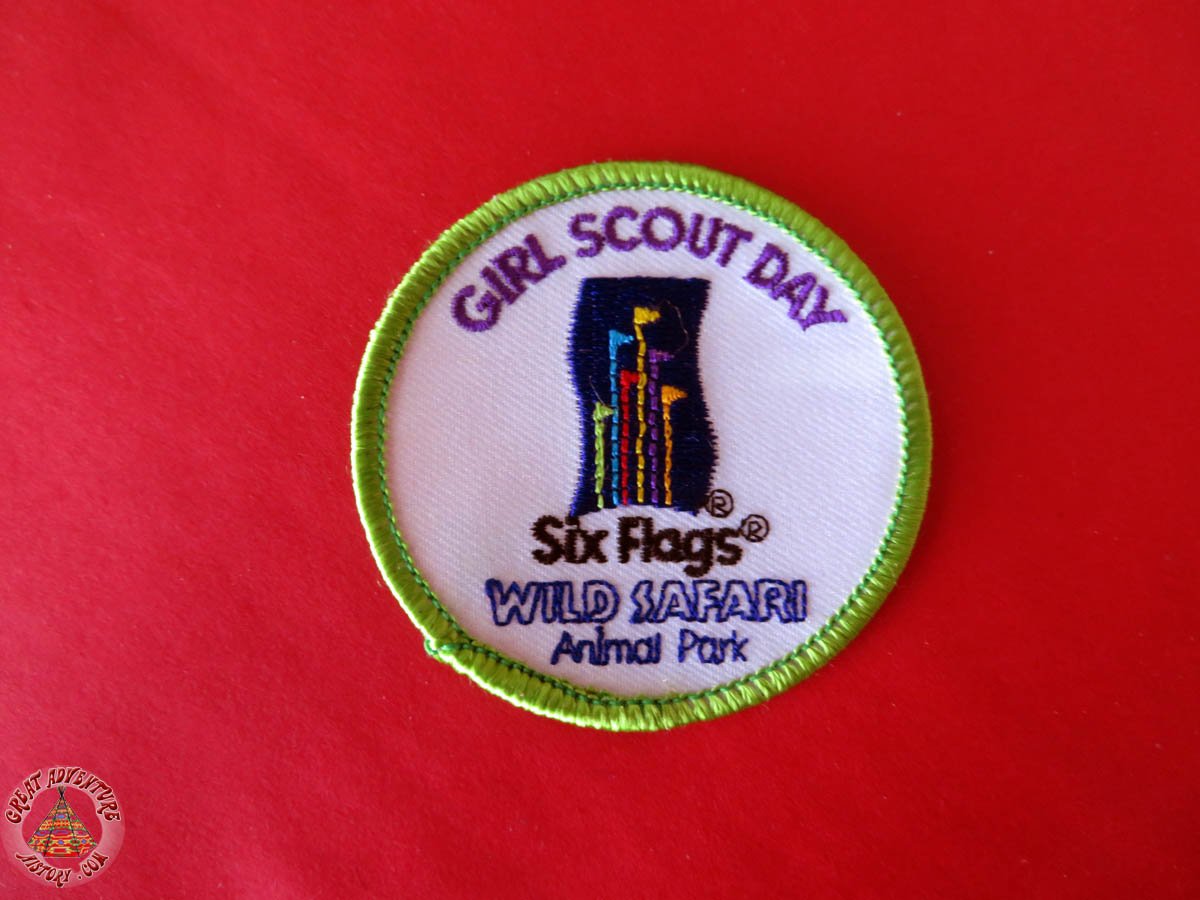 GIRL SCOUT DAY
®
Six Flags®
WILD SAFARI
Animal Park
GREAT ADVENTURE
HISTORY.COM